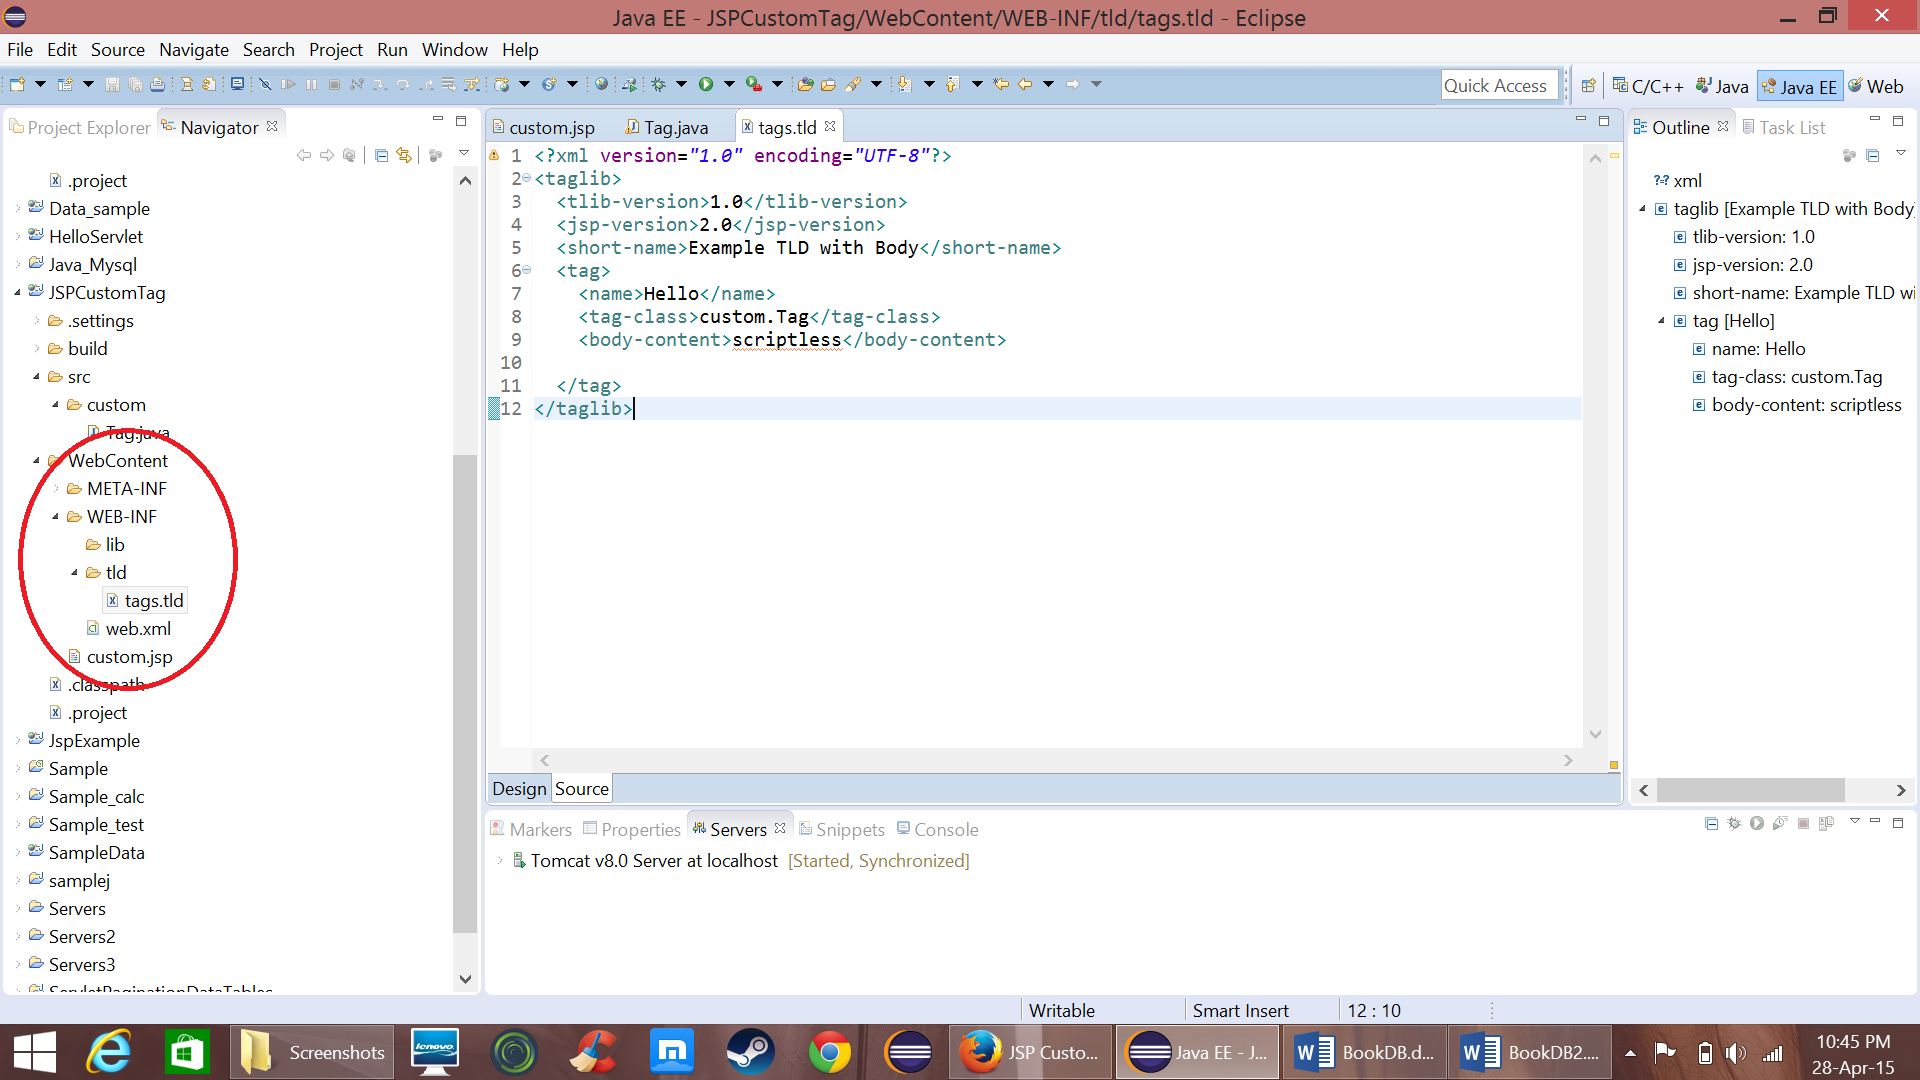 Java EE - JSPCustomTag/WebContent/WEB-INF/tld/tags.tld - Eclipse
File Edit Source Navigate Search Project Run Window Help
Quick Access
C/C++ Java Java EE Web
Project Explorer Navigator
.project
Data_sample
HelloServlet
Java_Mysql
JSPCustomTag
.settings
build
src
custom
Tag.java
WebContent
META-INF
WEB-INF
lib
tld
tags.tld
web.xml
custom.jsp
.classpath
.project
JspExample
Sample
Sample_calc
Sample_test
SampleData
samplej
Servers
Servers2
Servers3
ServletPaginationDataTables
custom.jsp Tag.java tags.tld
1 <?xml version="1.0" encoding="UTF-8"?>
2 <taglib>
3 <tlib-version>1.0</tlib-version>
4 <jsp-version>2.0</jsp-version>
5 <short-name>Example TLD with Body</short-name>
6 <tag>
7 <name>Hello</name>
8 <tag-class>custom.Tag</tag-class>
9 <body-content>scriptless</body-content>
10
11 </tag>
12 </taglib>
Design Source
Outline Task List
xml
taglib [Example TLD with Body]
tlib-version: 1.0
jsp-version: 2.0
short-name: Example TLD wi
tag [Hello]
name: Hello
tag-class: custom.Tag
body-content: scriptless
Markers Properties Servers Snippets Console
Tomcat v8.0 Server at localhost [Started, Synchronized]
Writable Smart Insert 12 : 10
Screenshots lenovo JSP Custo... Java EE - J... BookDB.d... BookDB2....
10:45 PM
28-Apr-15